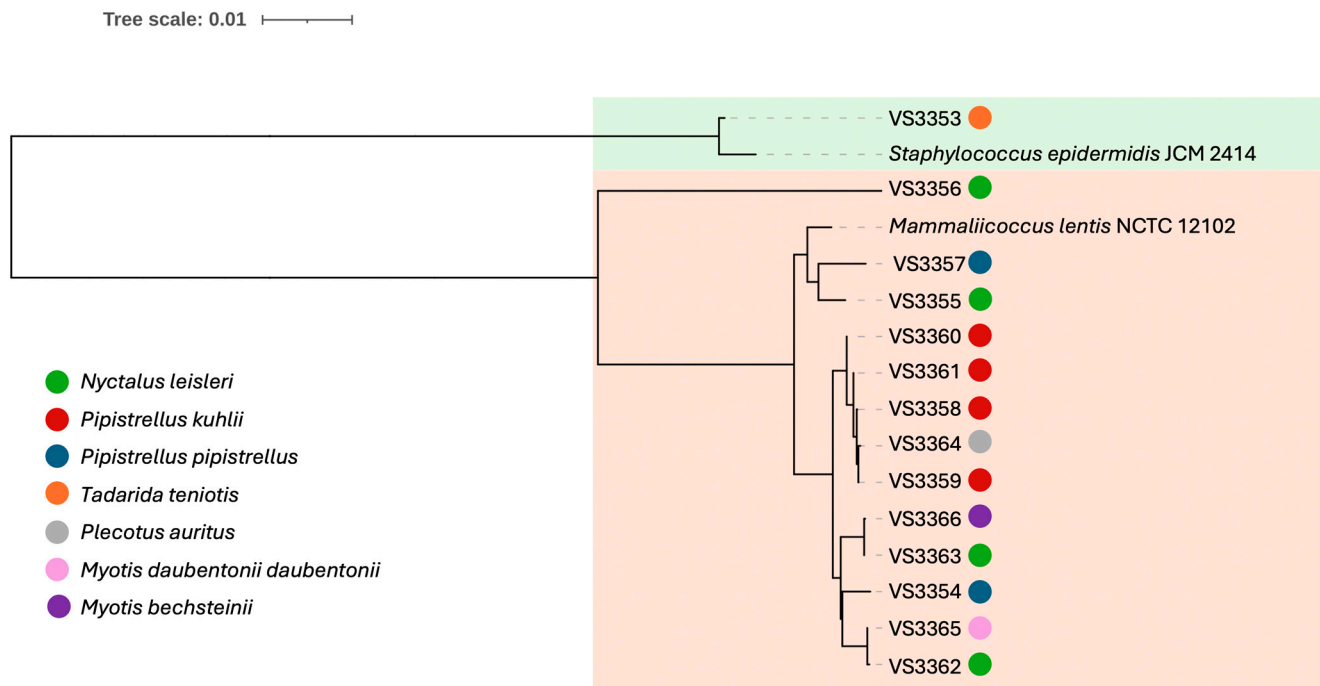 Tree scale: 0.01
VS3353
Staphylococcus epidermidis JCM 2414
VS3356
Mammaliicoccus lentis NCTC 12102
VS3357
VS3355
VS3360
VS3361
VS3358
VS3364
VS3359
VS3366
VS3363
VS3354
VS3365
VS3362
Nyctalus leisleri
Pipistrellus kuhlii
Pipistrellus pipistrellus
Tadarida teniotis
Plecotus auritus
Myotis daubentonii daubentonii
Myotis bechsteinii